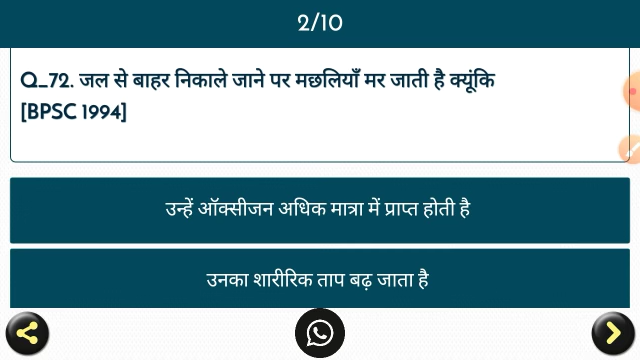 2/10
Q_72. जल से बाहर निकाले जाने पर मछलियाँ मर जाती है क्यूंकि
[BPSC 1994]
उन्हें ऑक्सीजन अधिक मात्रा में प्राप्त होती है
उनका शारीरिक ताप बढ़ जाता है